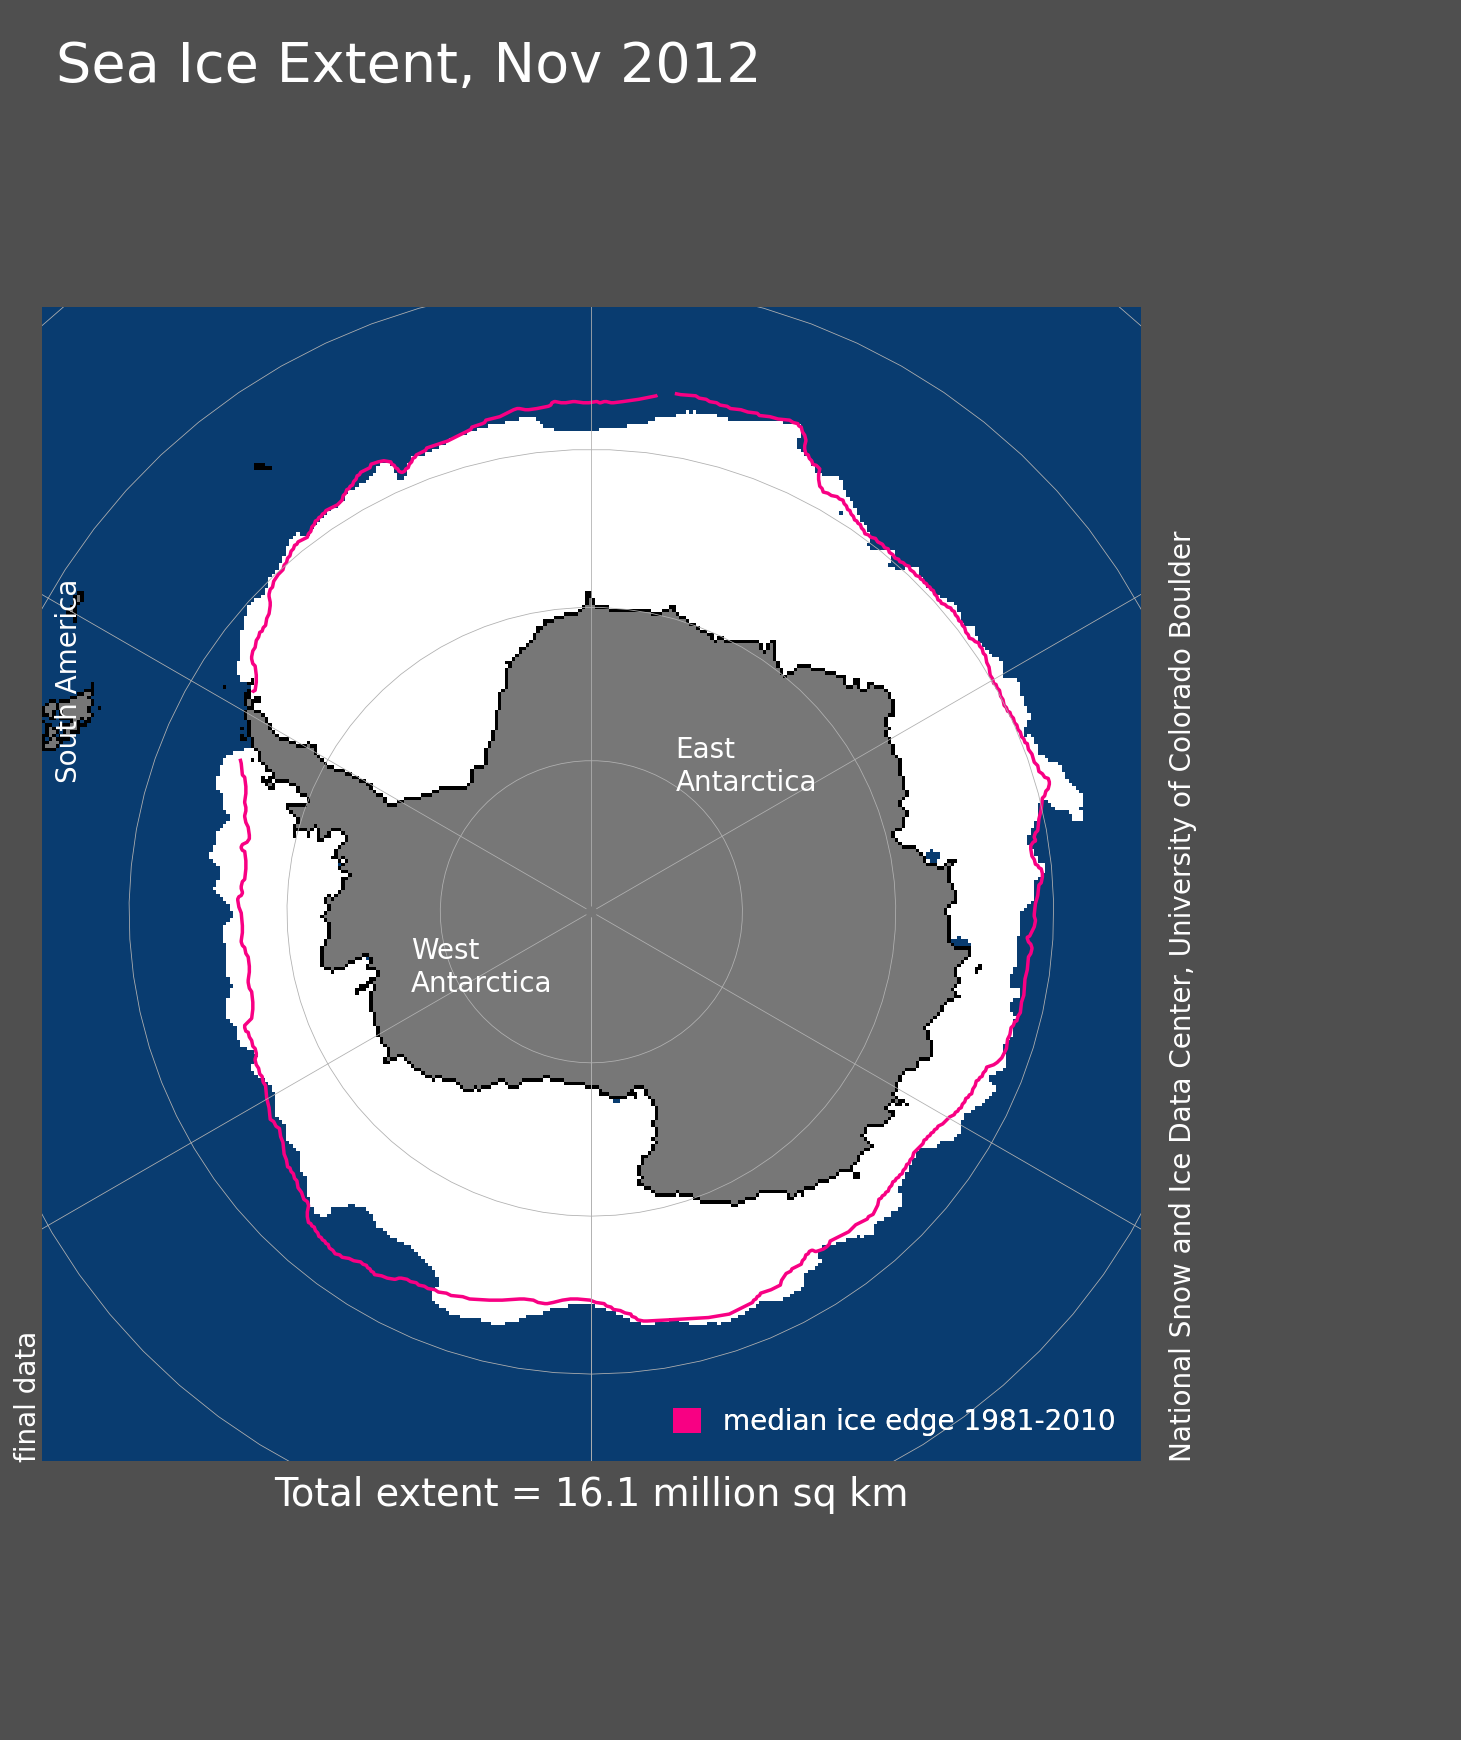 Sea Ice Extent, Nov 2012
South America
East
Antarctica
West
Antarctica
National Snow and Ice Data Center, University of Colorado Boulder
final data
median ice edge 1981-2010
Total extent = 16.1 million sq km